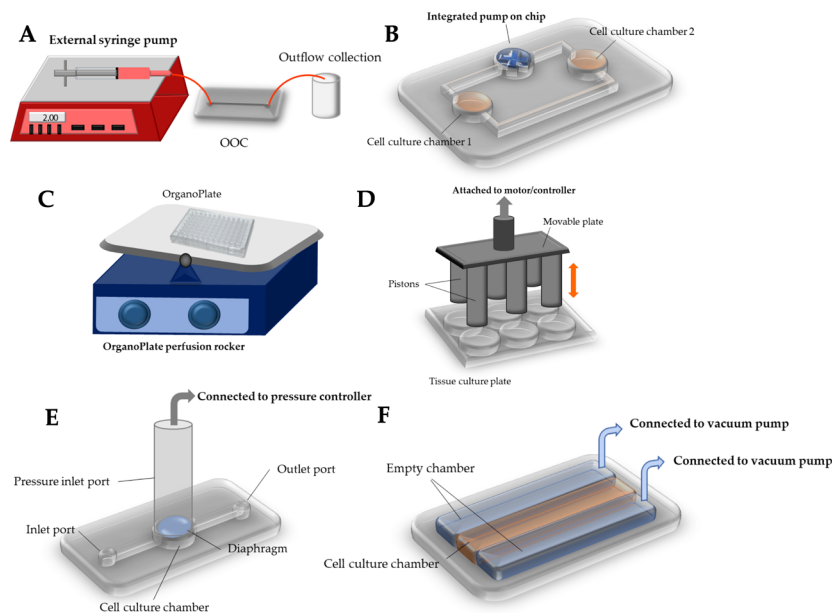 A
External syringe pump
Outflow collection
2.00
OOC
B
Integrated pump on chip
Cell culture chamber 2
Cell culture chamber 1
C
OrganoPlate
OrganoPlate perfusion rocker
D
Attached to motor/controller
Movable plate
Pistons
Tissue culture plate
E
Connected to pressure controller
Pressure inlet port
Outlet port
Inlet port
Diaphragm
Cell culture chamber
F
Connected to vacuum pump
Connected to vacuum pump
Empty chamber
Cell culture chamber